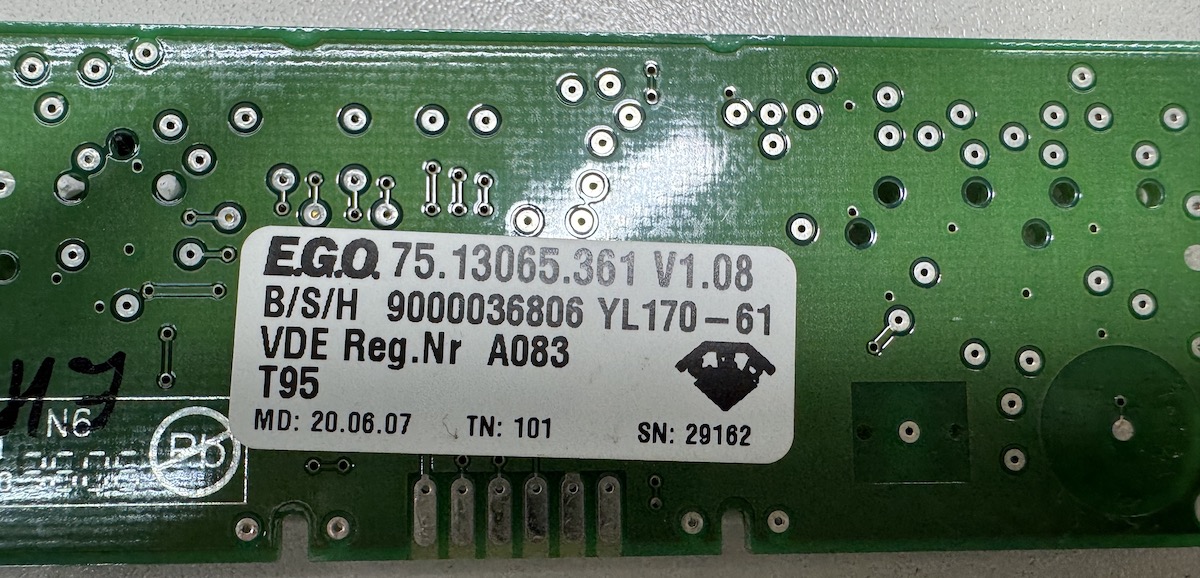 E.G.O. 75.13065.361 V1.08
B/S/H 9000036806 YL170-61
VDE Reg.Nr A083
T95
MD: 20.06.07 TN: 101 SN: 29162
N6
Pb